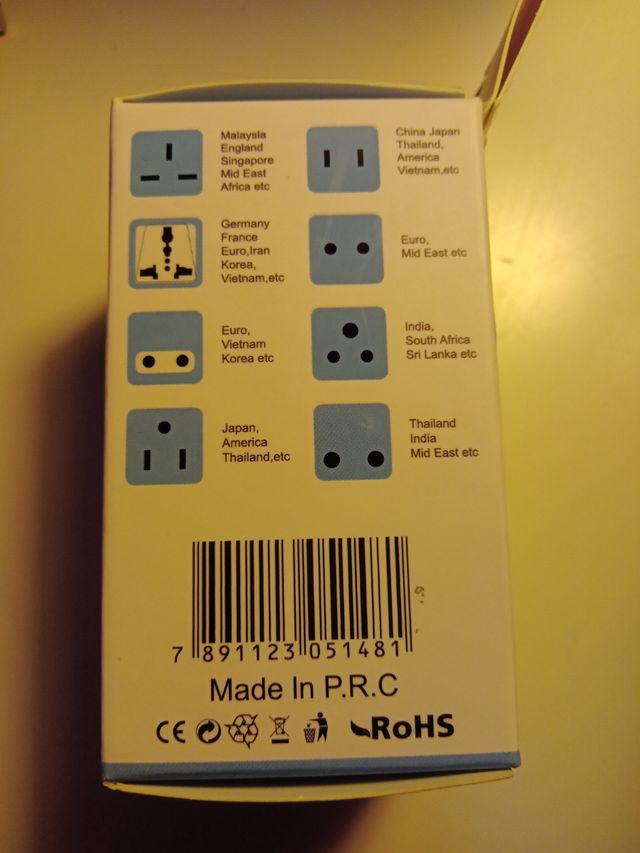 Malaysia
England
Singapore
Mid East
Africa etc
China Japan
Thailand,
America
Vietnam,etc
Germany
France
Euro,Iran
Korea,
Vietnam,etc
Euro,
Mid East etc
Euro,
Vietnam
Korea etc
India,
South Africa
Sri Lanka etc
Japan,
America
Thailand,etc
Thailand
India
Mid East etc
7 891123 051481
Made In P.R.C
CE RoHS